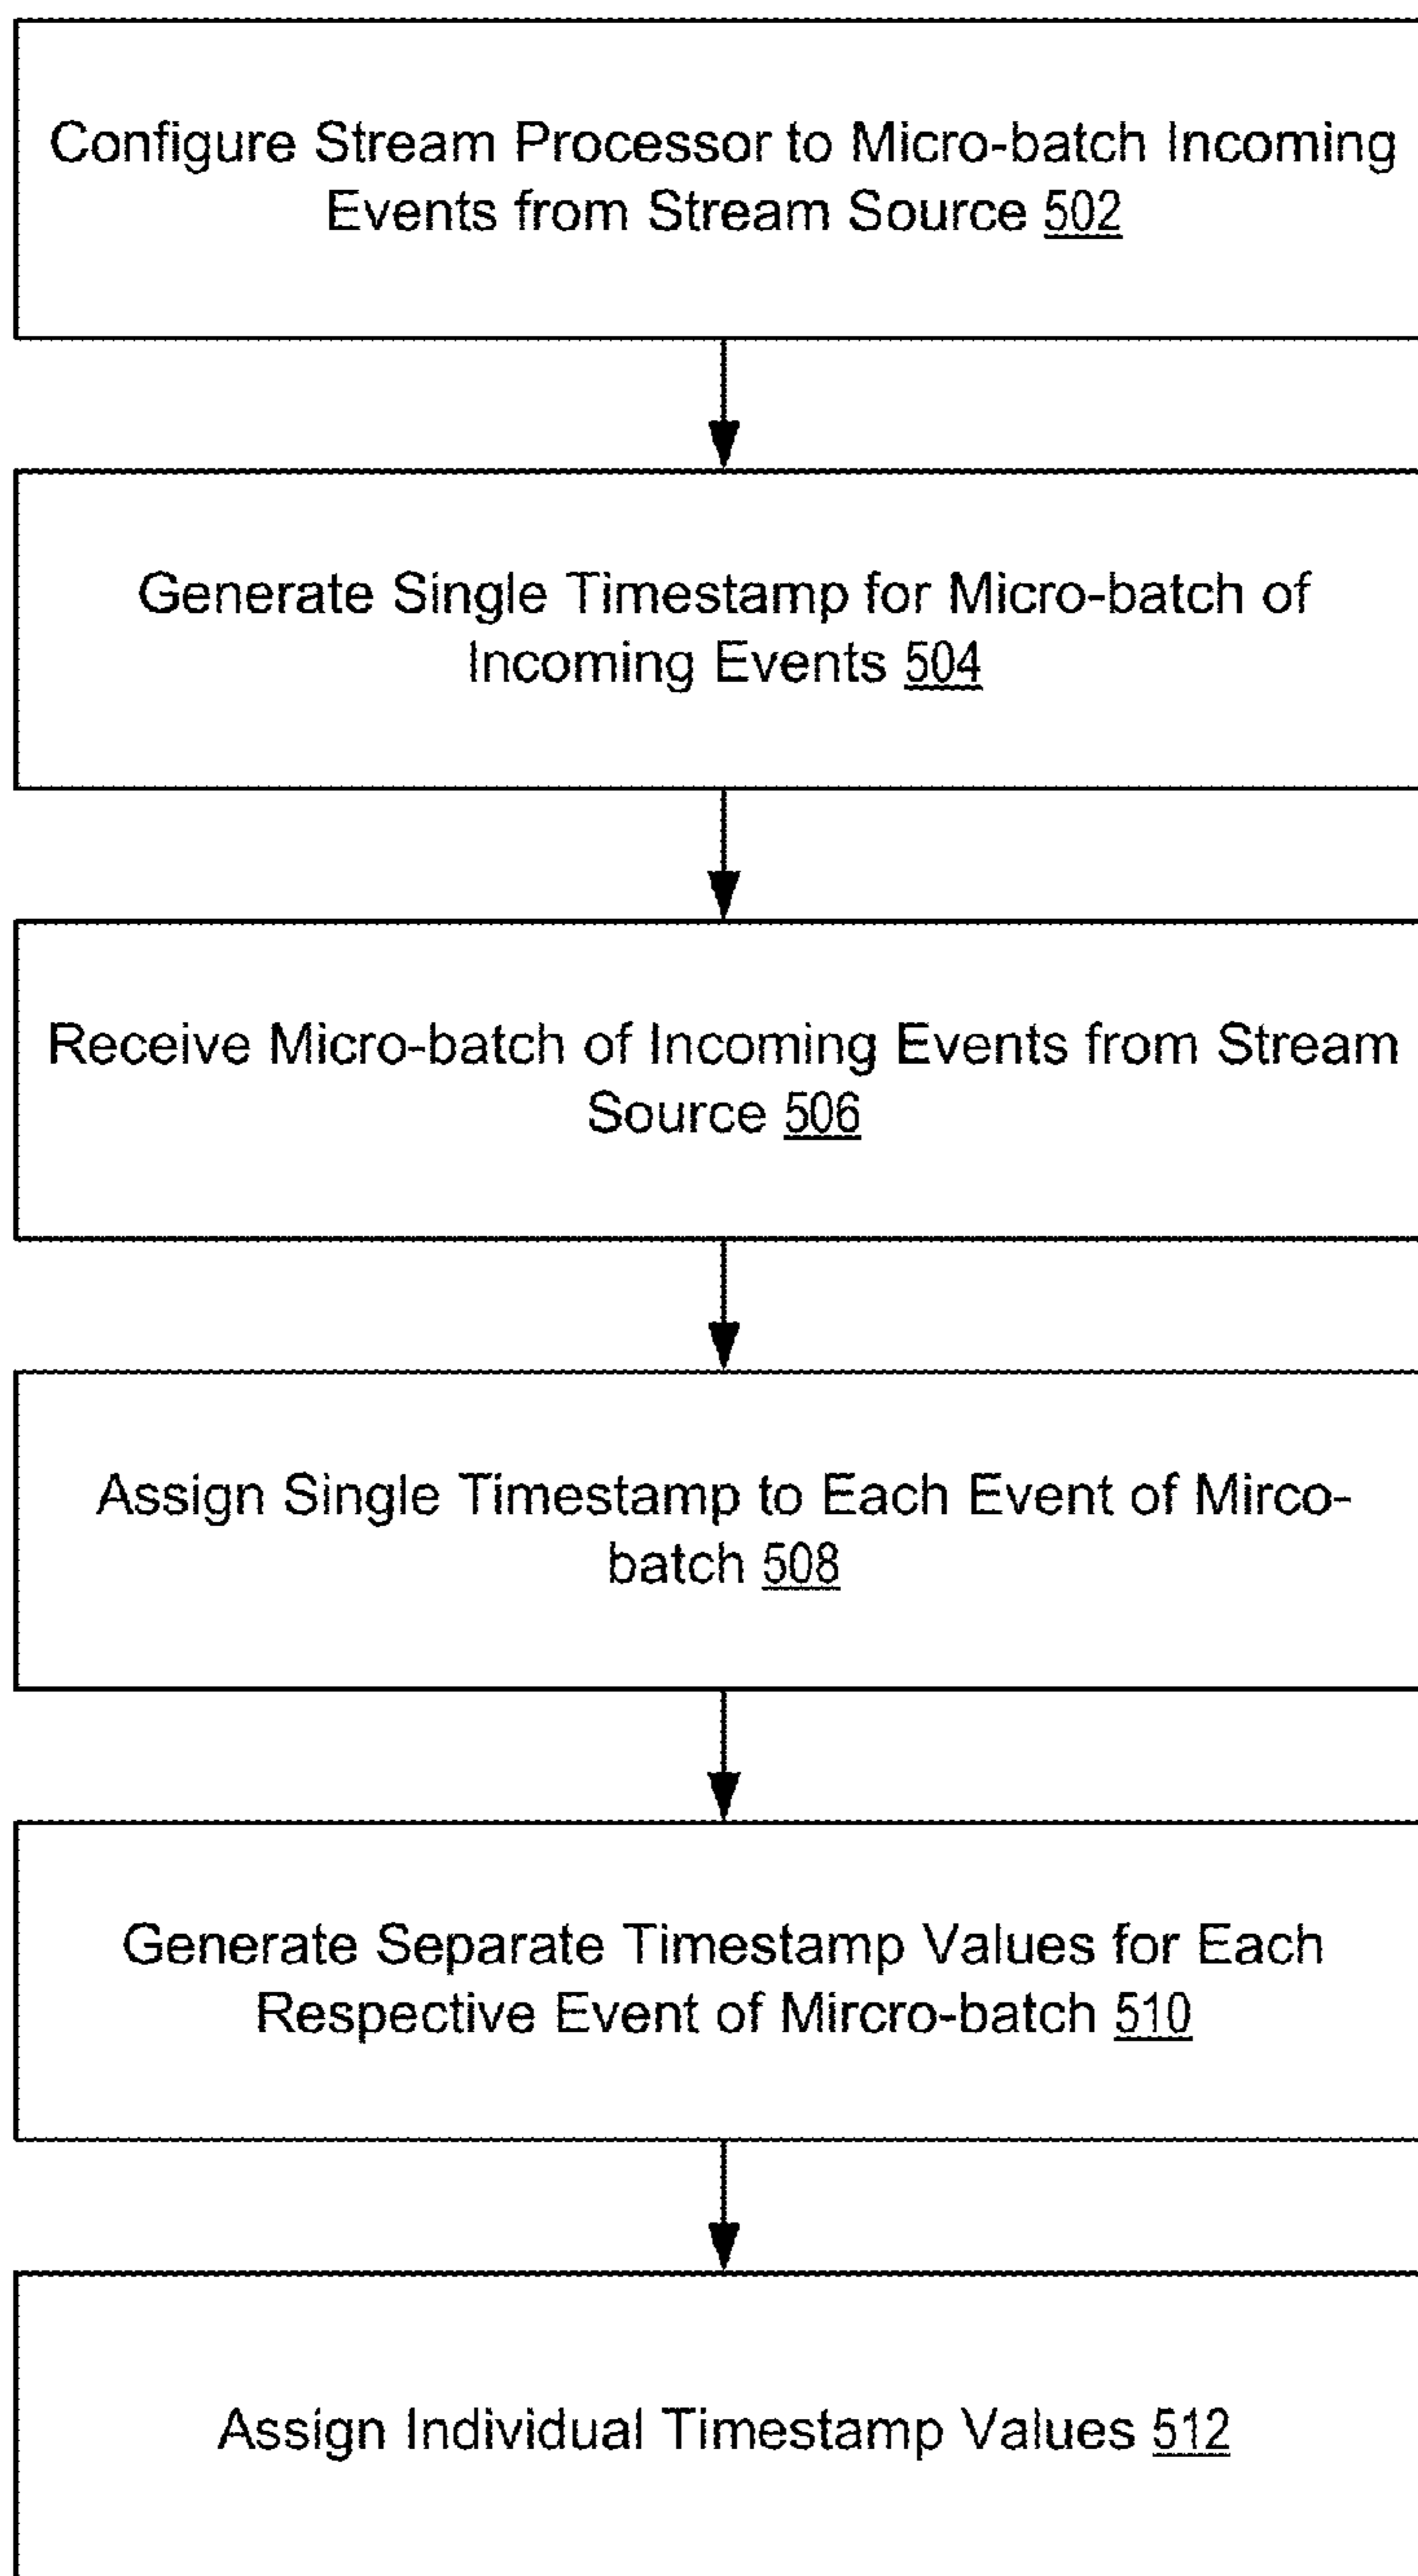 Configure Stream Processor to Micro-batch Incoming
Events from Stream Source 502
Generate Single Timestamp for Micro-batch of
Incoming Events 504
Receive Micro-batch of Incoming Events from Stream
Source 506
Assign Single Timestamp to Each Event of Mirco-
batch 508
Generate Separate Timestamp Values for Each
Respective Event of Mircro-batch 510
Assign Individual Timestamp Values 512